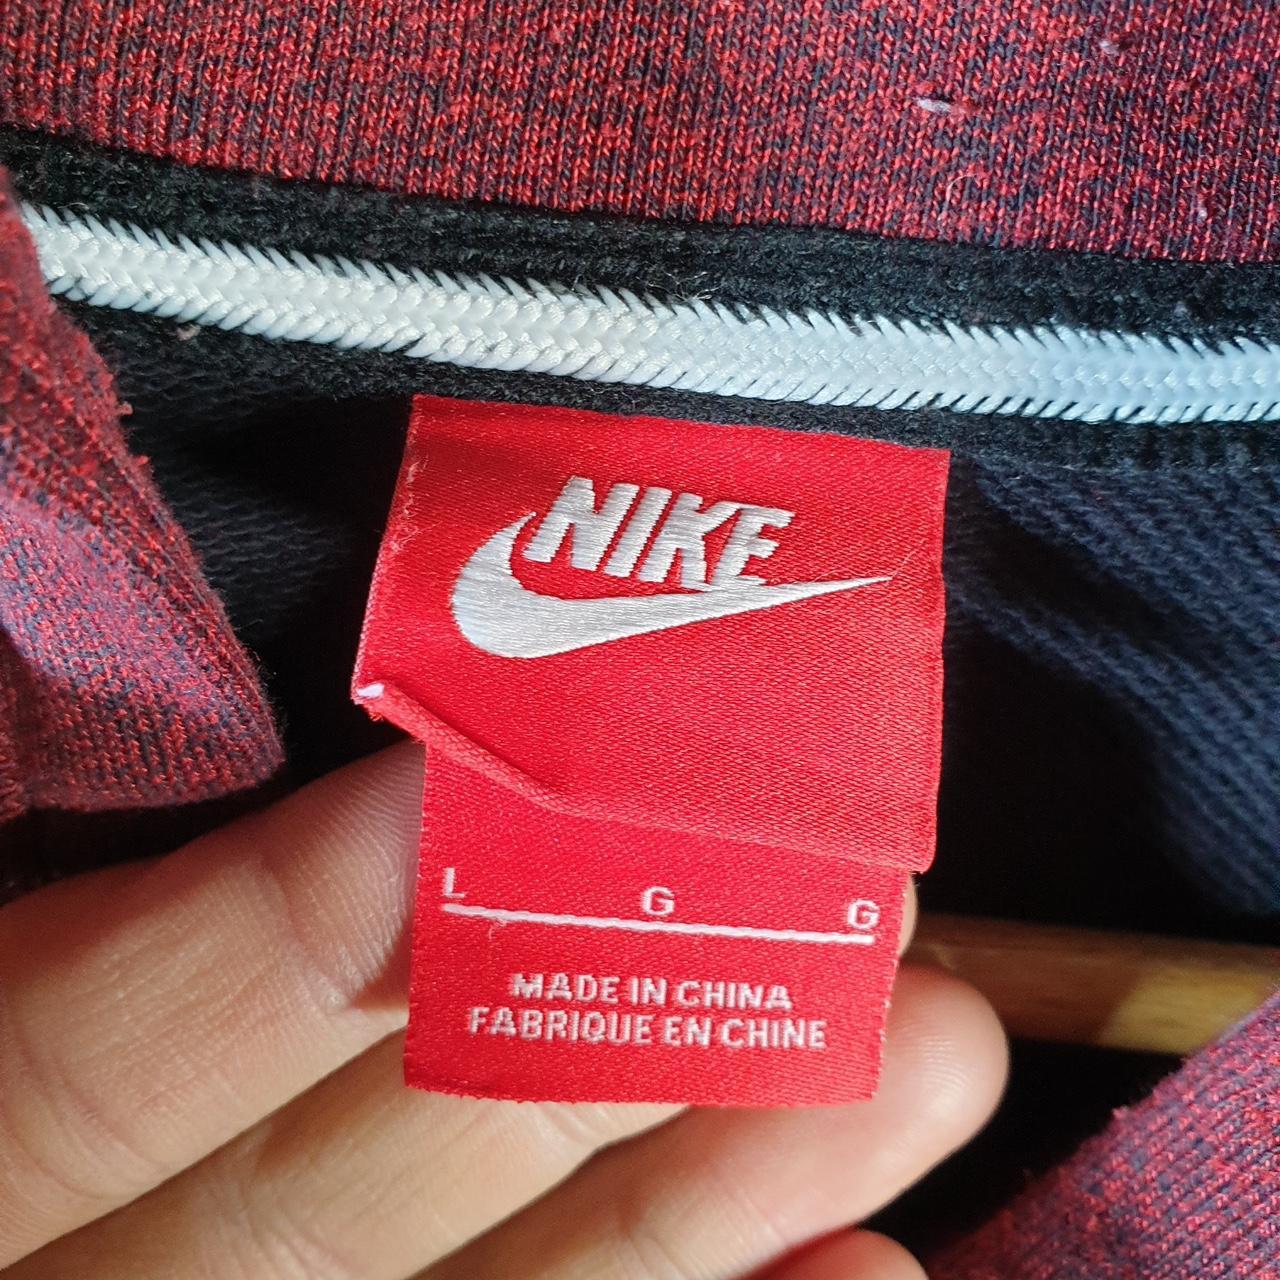 NIKE
L G G
MADE IN CHINA
FABRIQUE EN CHINE